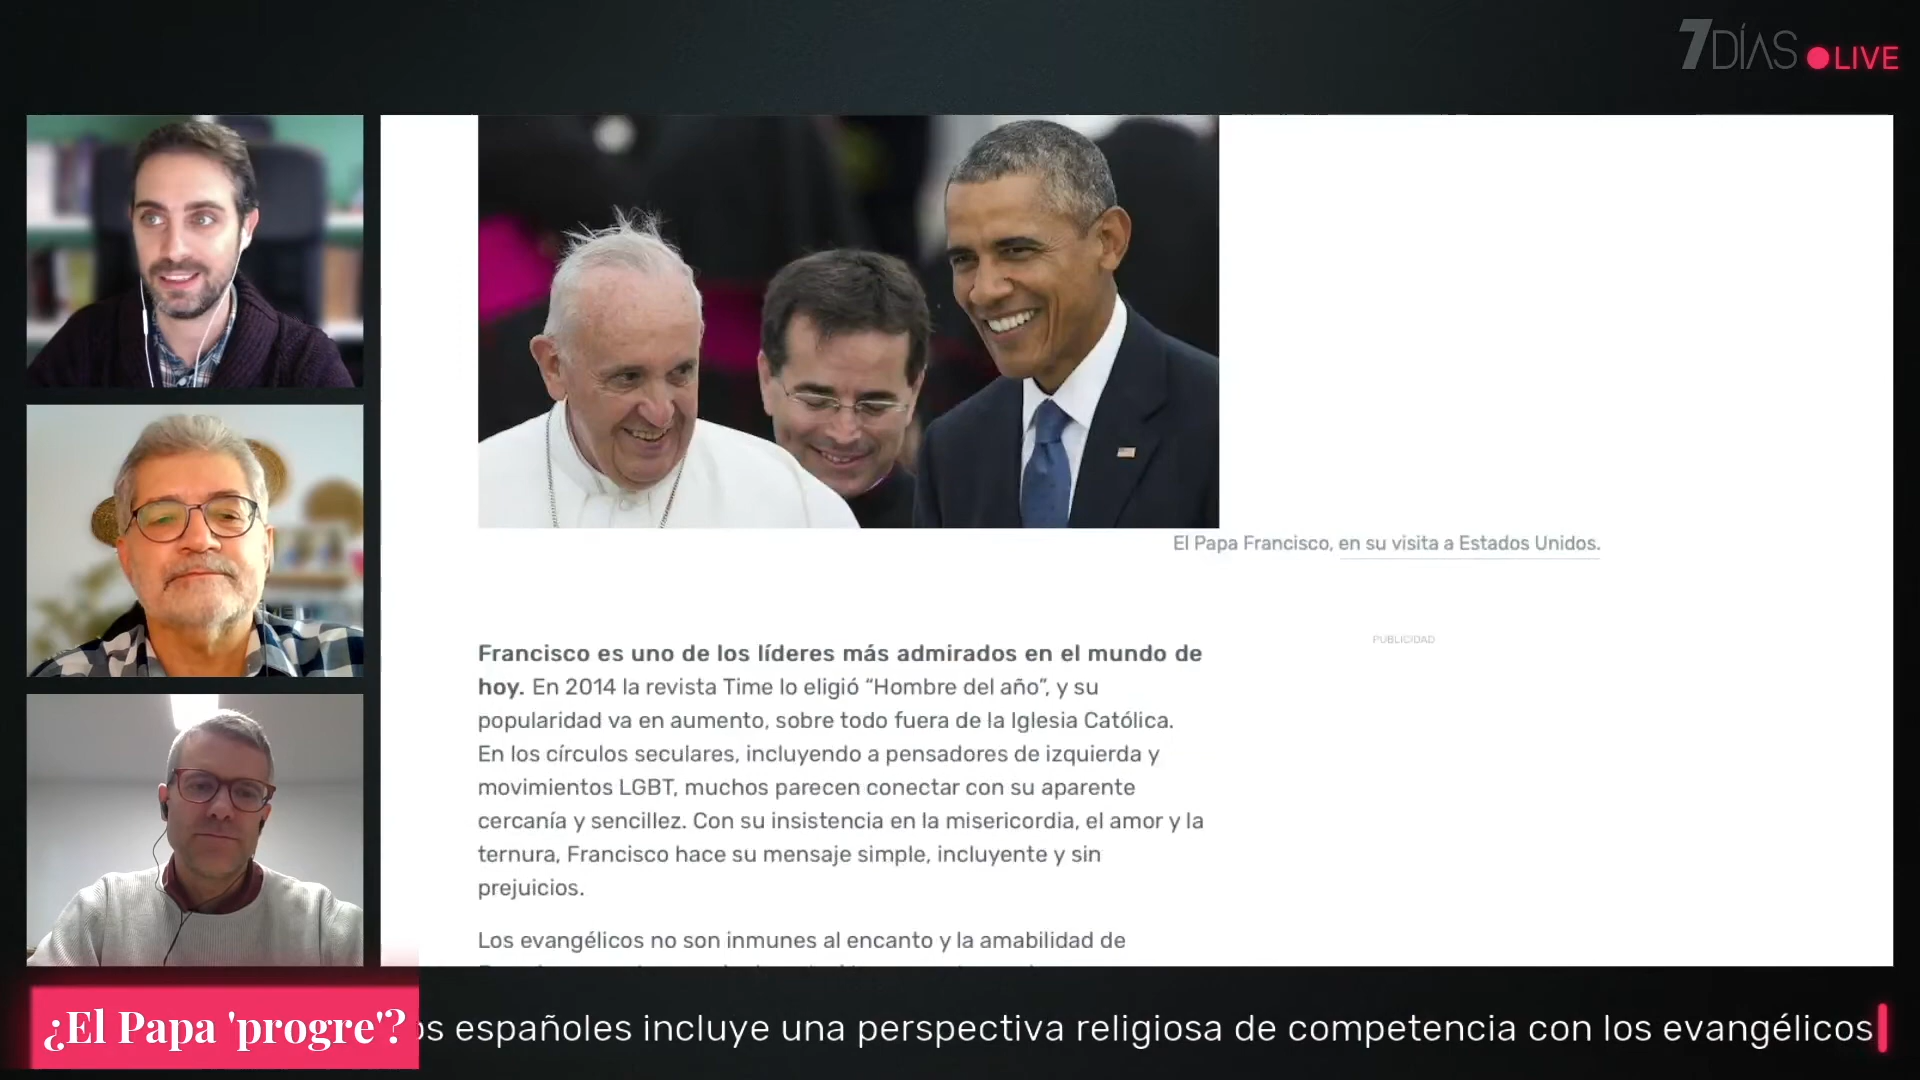 7DÍAS LIVE
El Papa Francisco, en su visita a Estados Unidos.
PUBLICIDAD
Francisco es uno de los líderes más admirados en el mundo de
hoy. En 2014 la revista Time lo eligió “Hombre del año”, y su
popularidad va en aumento, sobre todo fuera de la Iglesia Católica.
En los círculos seculares, incluyendo a pensadores de izquierda y
movimientos LGBT, muchos parecen conectar con su aparente
cercanía y sencillez. Con su insistencia en la misericordia, el amor y la
ternura, Francisco hace su mensaje simple, incluyente y sin
prejuicios.
Los evangélicos no son inmunes al encanto y la amabilidad de
¿El Papa 'progre'?
os españoles incluye una perspectiva religiosa de competencia con los evangélicos